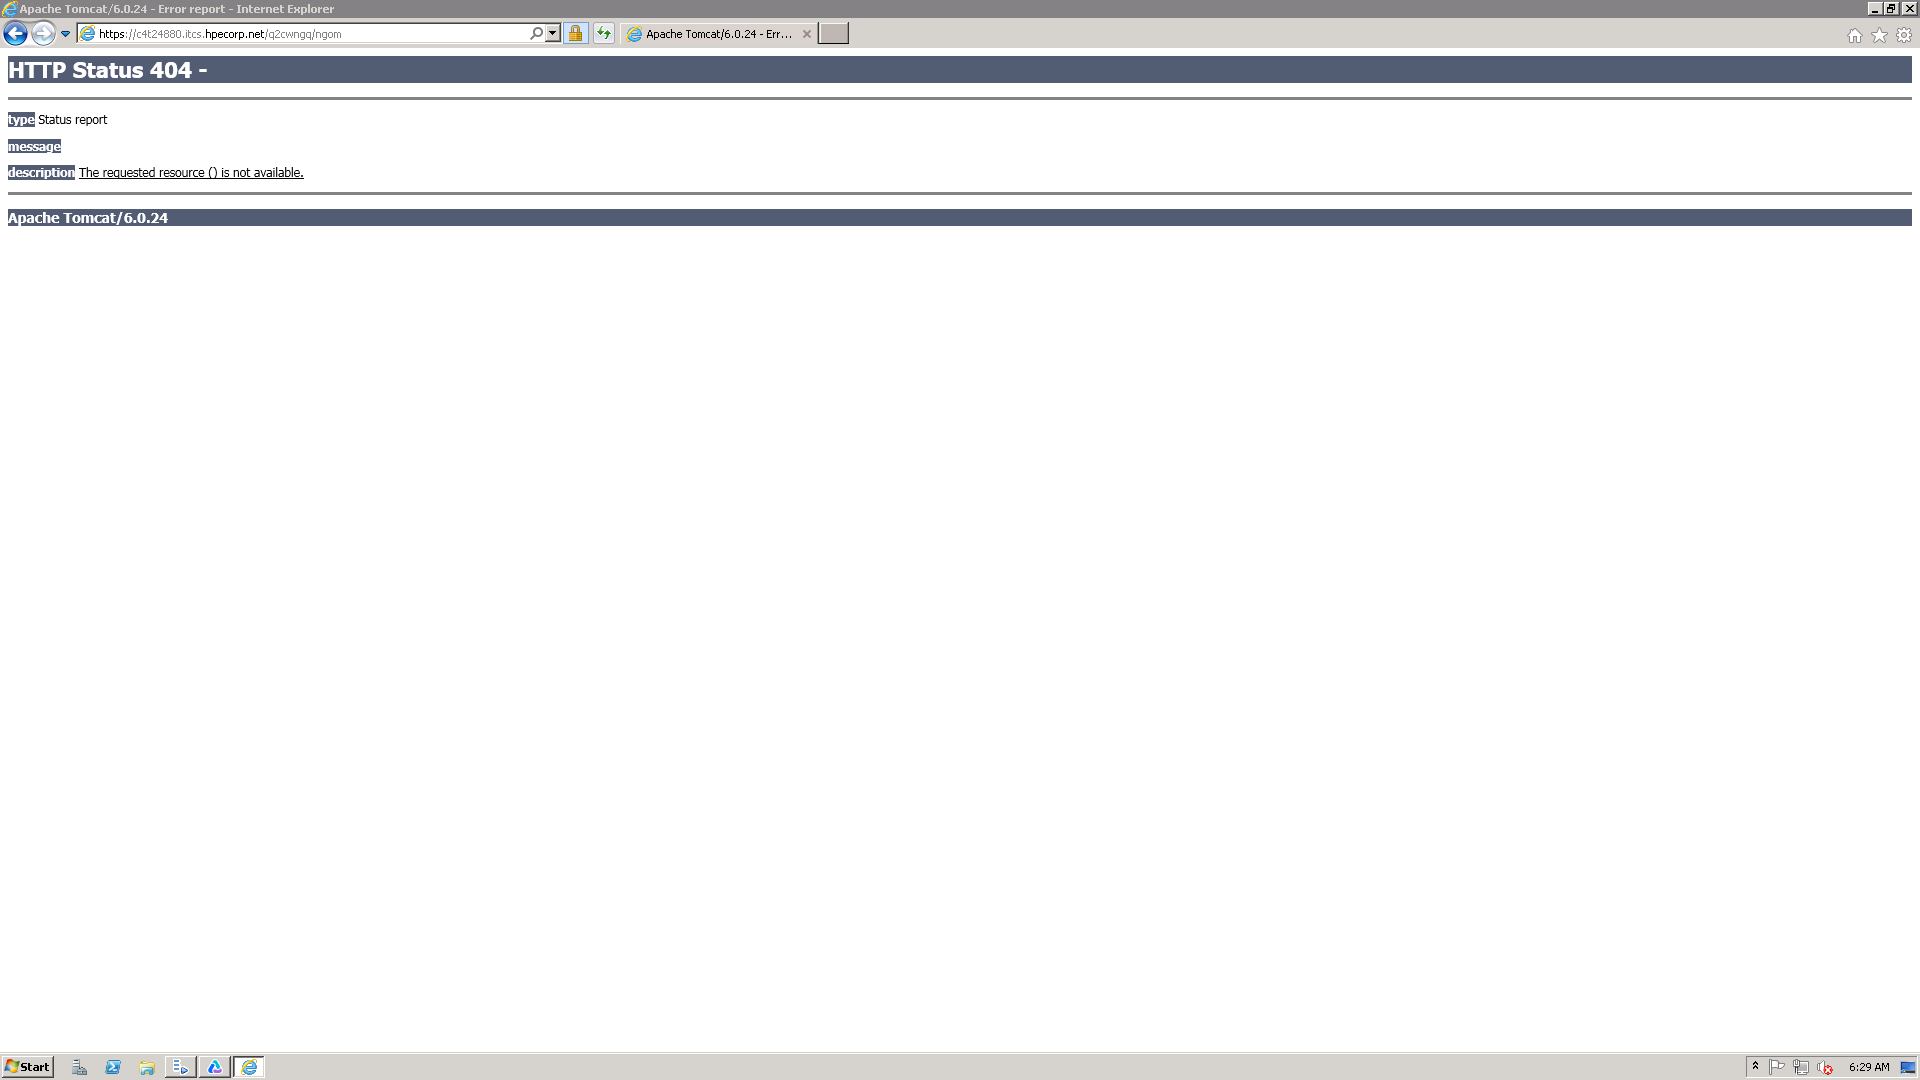 Apache Tomcat/6.0.24 - Error report - Internet Explorer
https://c4t24880.itcs.hpecorp.net/q2cwngq/ngom
Apache Tomcat/6.0.24 - Err...
HTTP Status 404 -
type Status report
message
description The requested resource () is not available.
Apache Tomcat/6.0.24
Start
6:29 AM